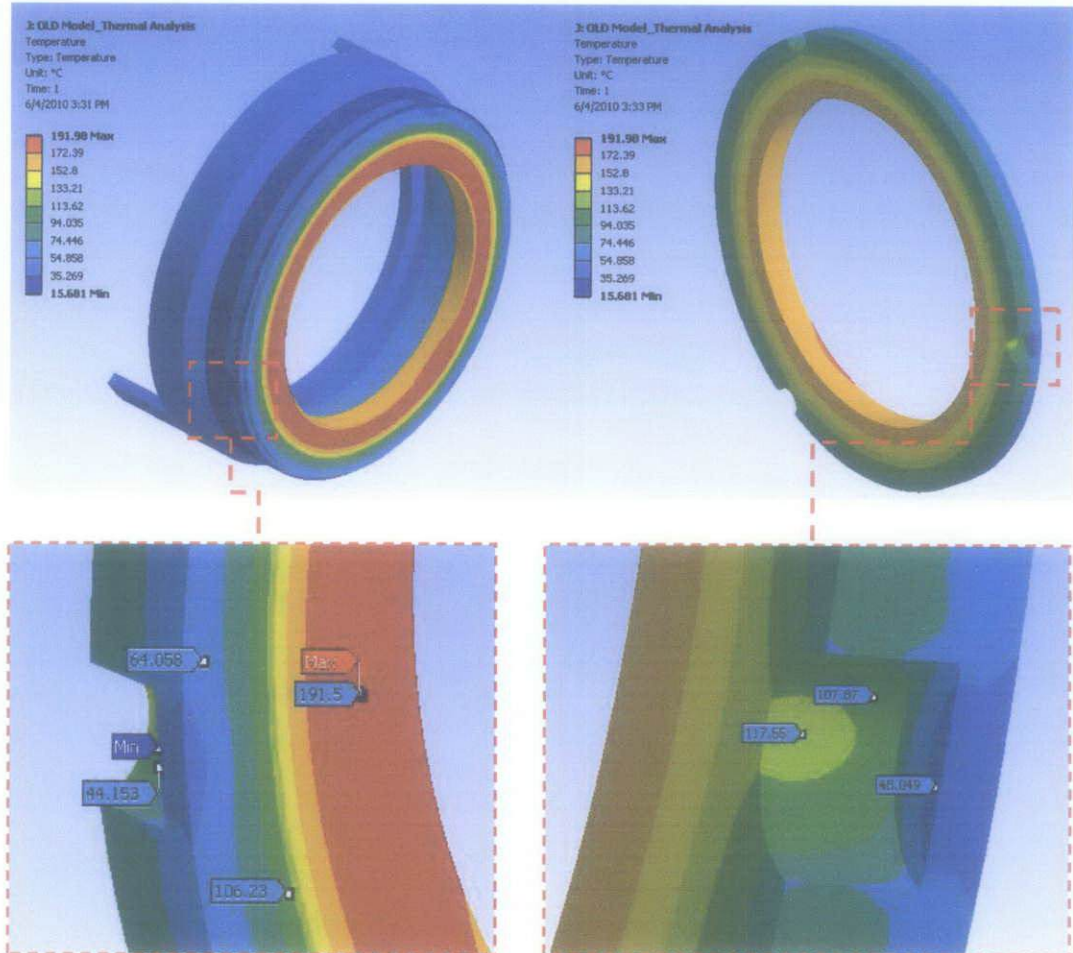 J: OLD Model_Thermal Analysis
Temperature
Type: Temperature
Unit: °C
Time: 1
6/4/2010 3:31 PM
191.98 Max
172.39
152.8
133.21
113.62
94.035
74.446
54.858
35.269
15.681 Min
J: OLD Model_Thermal Analysis
Temperature
Type: Temperature
Unit: °C
Time: 1
6/4/2010 3:33 PM
191.98 Max
172.39
152.8
133.21
113.62
94.035
74.446
54.858
35.269
15.681 Min
64.058
Max
191.5
Min
44.153
106.23
107.87
117.55
48.049